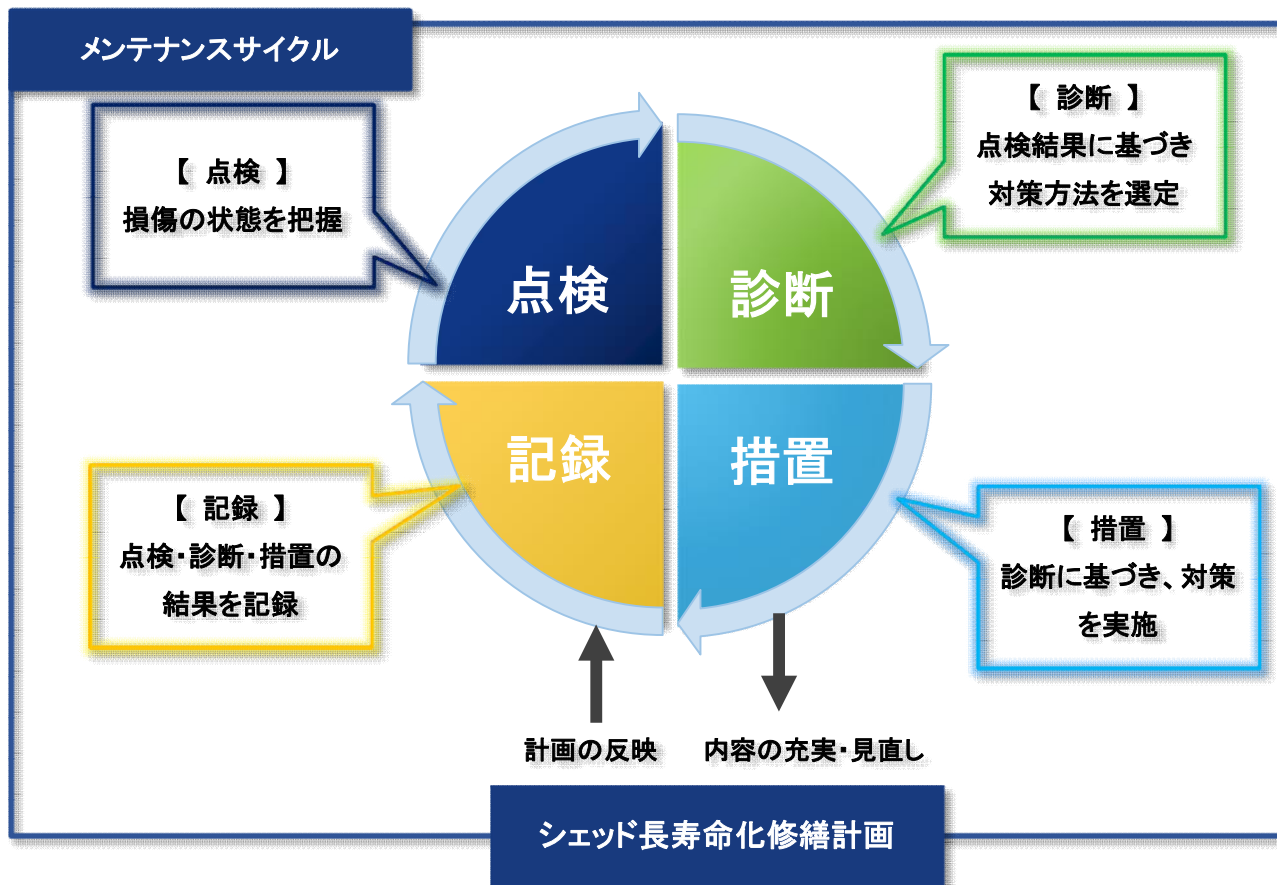 メンテナンスサイクル
【 点検 】
損傷の状態を把握
【 診断 】
点検結果に基づき
対策方法を選定
点検
診断
記録
措置
【 記録 】
点検・診断・措置の
結果を記録
【 措置 】
診断に基づき、対策
を実施
計画の反映
内容の充実・見直し
シェッド長寿命化修繕計画